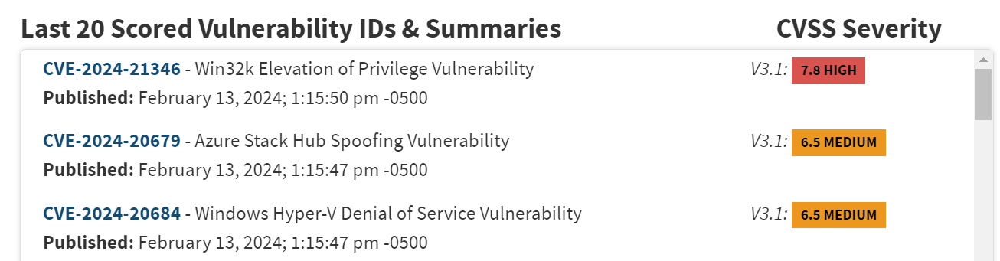 Last 20 Scored Vulnerability IDs & Summaries CVSS Severity
CVE-2024-21346 - Win32k Elevation of Privilege Vulnerability V3.1: 7.8 HIGH
Published: February 13, 2024; 1:15:50 pm -0500
CVE-2024-20679 - Azure Stack Hub Spoofing Vulnerability V3.1: 6.5 MEDIUM
Published: February 13, 2024; 1:15:47 pm -0500
CVE-2024-20684 - Windows Hyper-V Denial of Service Vulnerability V3.1: 6.5 MEDIUM
Published: February 13, 2024; 1:15:47 pm -0500